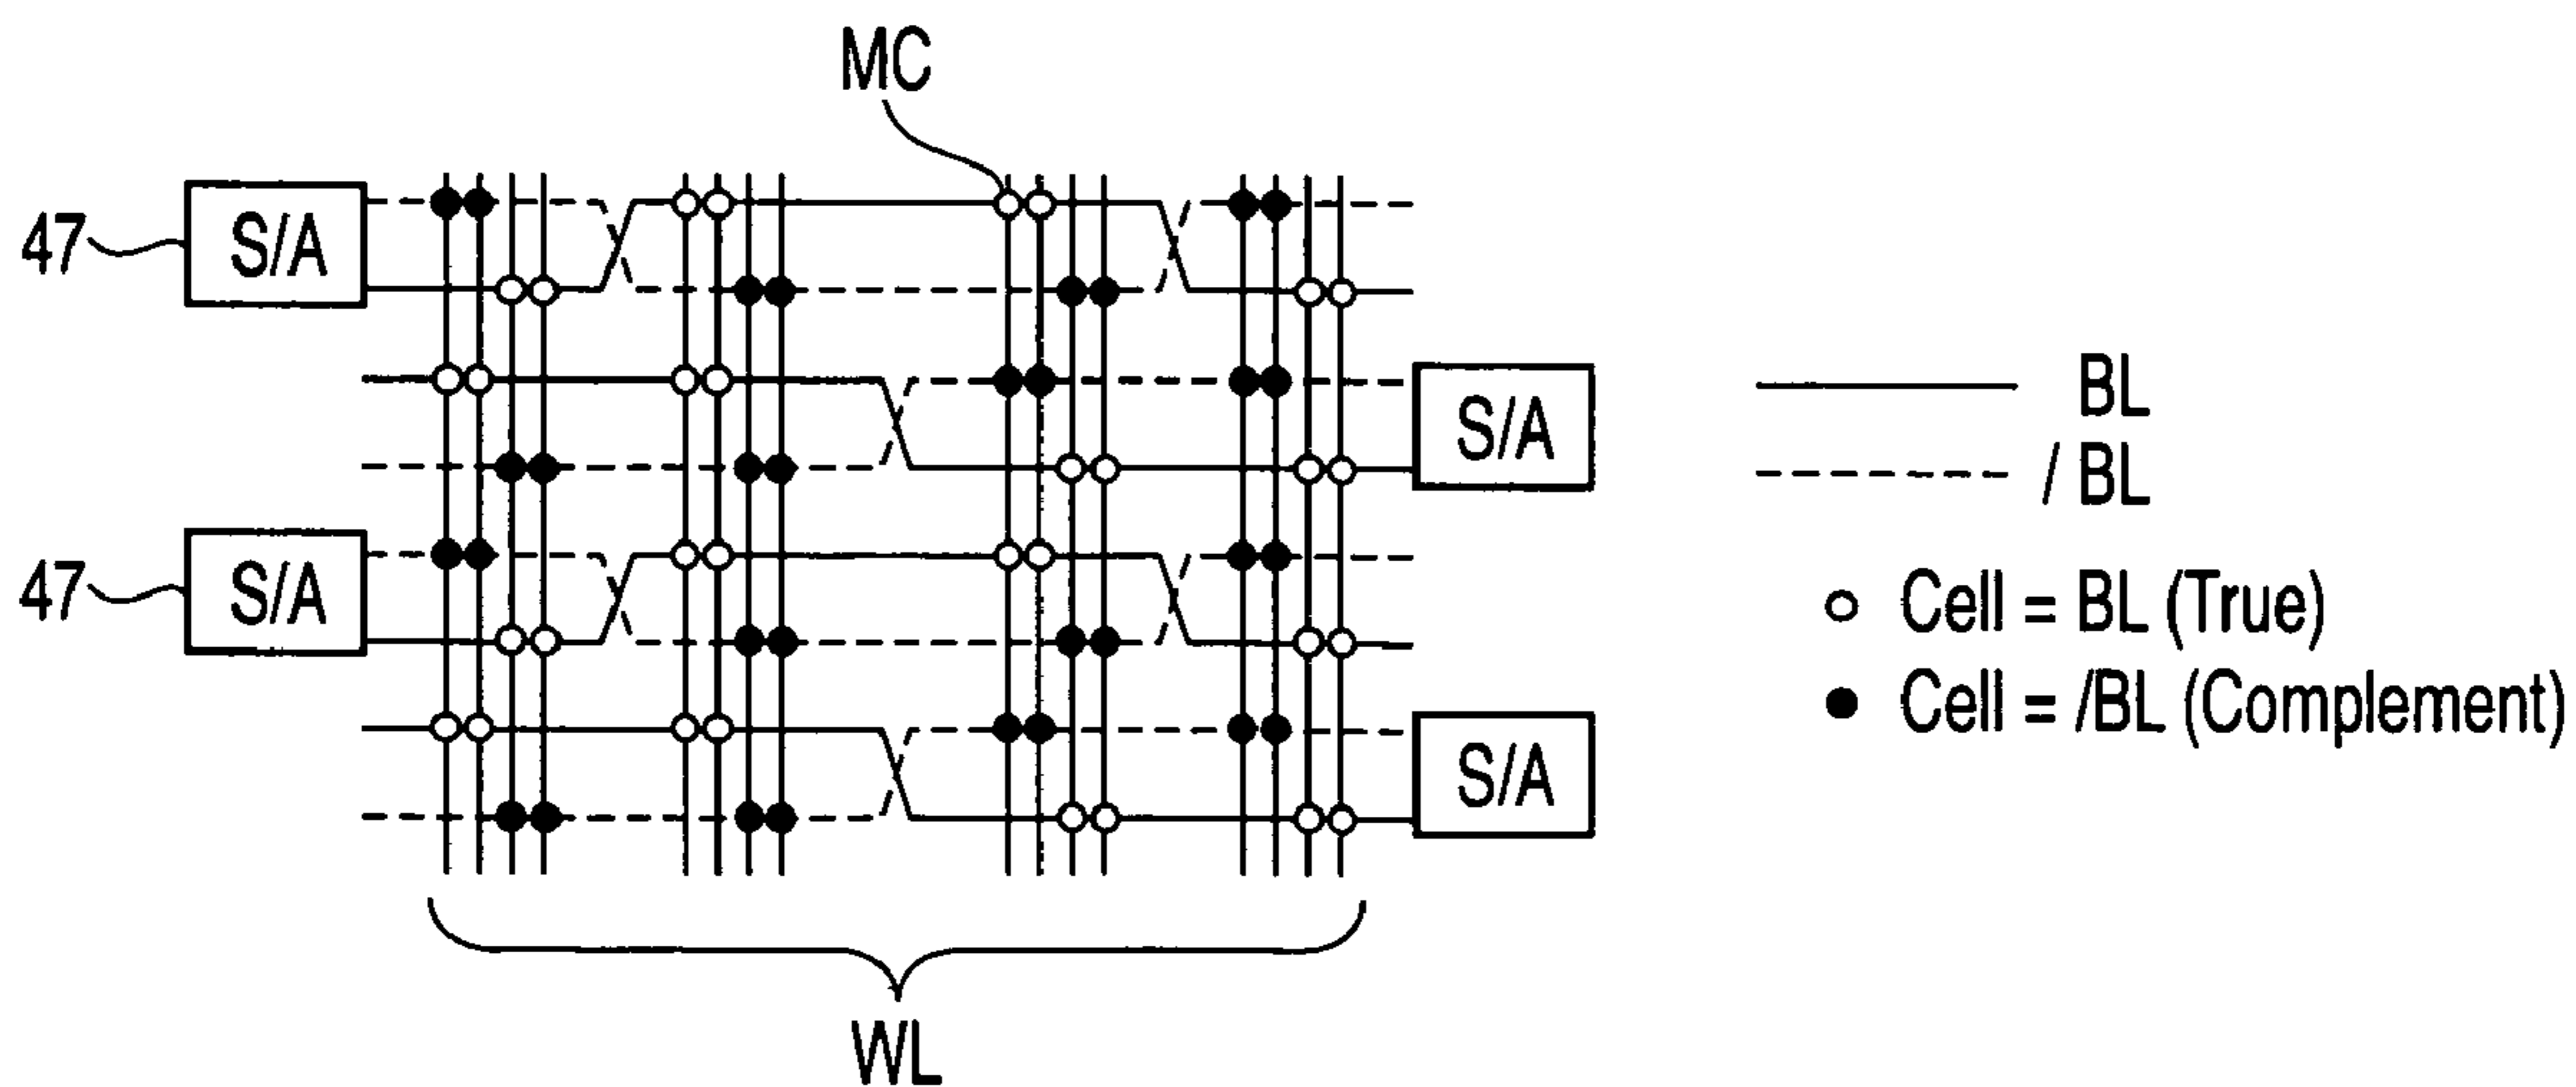 MC
47
S/A
S/A
47
S/A
S/A
WL
BL
/ BL
Cell = BL (True)
Cell = /BL (Complement)